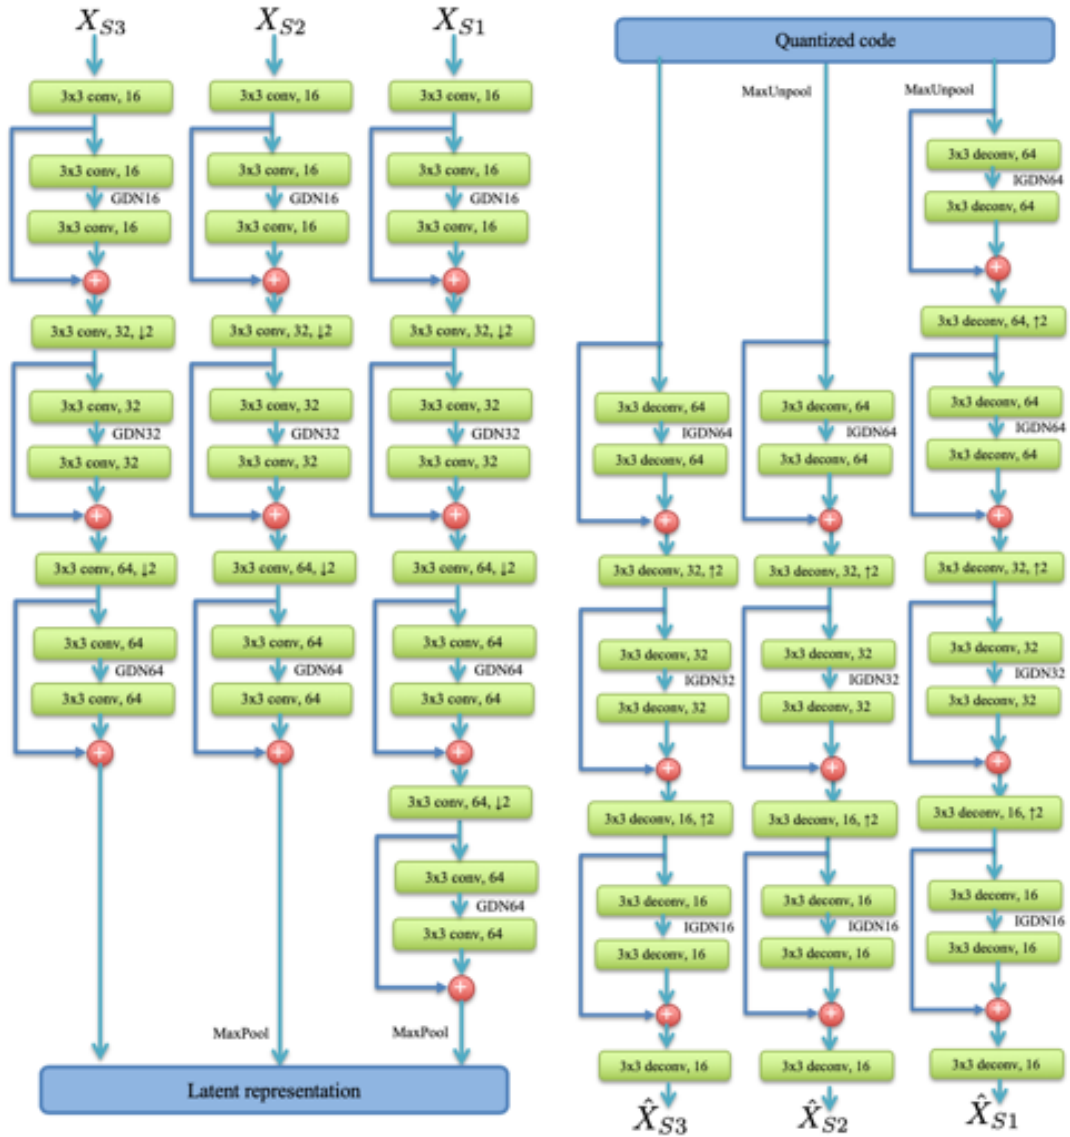 X_{S3} X_{S2} X_{S1}
3x3 conv, 16 3x3 conv, 16 3x3 conv, 16
3x3 conv, 16 3x3 conv, 16 3x3 conv, 16
GDN16 GDN16 GDN16
3x3 conv, 16 3x3 conv, 16 3x3 conv, 16
+ + +
3x3 conv, 32, ↓2 3x3 conv, 32, ↓2 3x3 conv, 32, ↓2
3x3 conv, 32 3x3 conv, 32 3x3 conv, 32
GDN32 GDN32 GDN32
3x3 conv, 32 3x3 conv, 32 3x3 conv, 32
+ + +
3x3 conv, 64, ↓2 3x3 conv, 64, ↓2 3x3 conv, 64, ↓2
3x3 conv, 64 3x3 conv, 64 3x3 conv, 64
GDN64 GDN64 GDN64
3x3 conv, 64 3x3 conv, 64 3x3 conv, 64
+ + +
3x3 conv, 64, ↓2
3x3 conv, 64
GDN64
3x3 conv, 64
+
MaxPool MaxPool
Latent representation
Quantized code
MaxUnpool MaxUnpool
3x3 deconv, 64
IGDN64
3x3 deconv, 64
+
3x3 deconv, 64, ↑2
3x3 deconv, 64 3x3 deconv, 64 3x3 deconv, 64
IGDN64 IGDN64 IGDN64
3x3 deconv, 64 3x3 deconv, 64 3x3 deconv, 64
+ + +
3x3 deconv, 32, ↑2 3x3 deconv, 32, ↑2 3x3 deconv, 32, ↑2
3x3 deconv, 32 3x3 deconv, 32 3x3 deconv, 32
IGDN32 IGDN32 IGDN32
3x3 deconv, 32 3x3 deconv, 32 3x3 deconv, 32
+ + +
3x3 deconv, 16, ↑2 3x3 deconv, 16, ↑2 3x3 deconv, 16, ↑2
3x3 deconv, 16 3x3 deconv, 16 3x3 deconv, 16
IGDN16 IGDN16 IGDN16
3x3 deconv, 16 3x3 deconv, 16 3x3 deconv, 16
+ + +
3x3 deconv, 16 3x3 deconv, 16 3x3 deconv, 16
X̂_{S3} X̂_{S2} X̂_{S1}